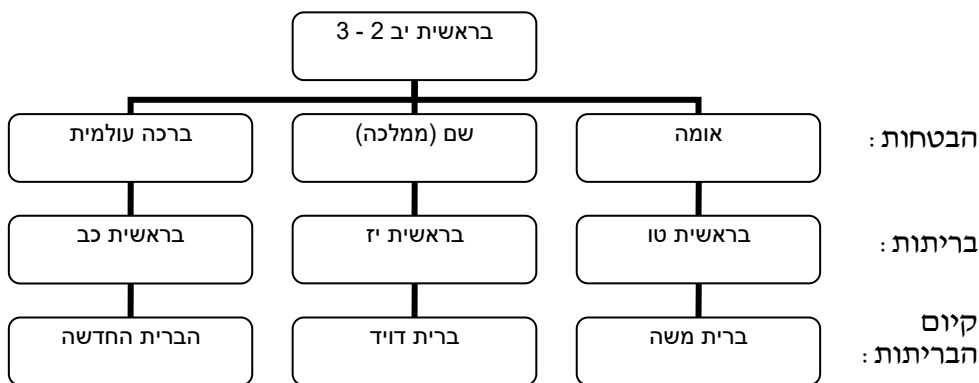 בראשית יב 2 - 3
הבטחות :
אומה
שם (ממלכה)
ברכה עולמית
בריתות :
בראשית טו
בראשית יז
בראשית כב
קיום
הבריתות :
ברית משה
ברית דויד
הברית החדשה